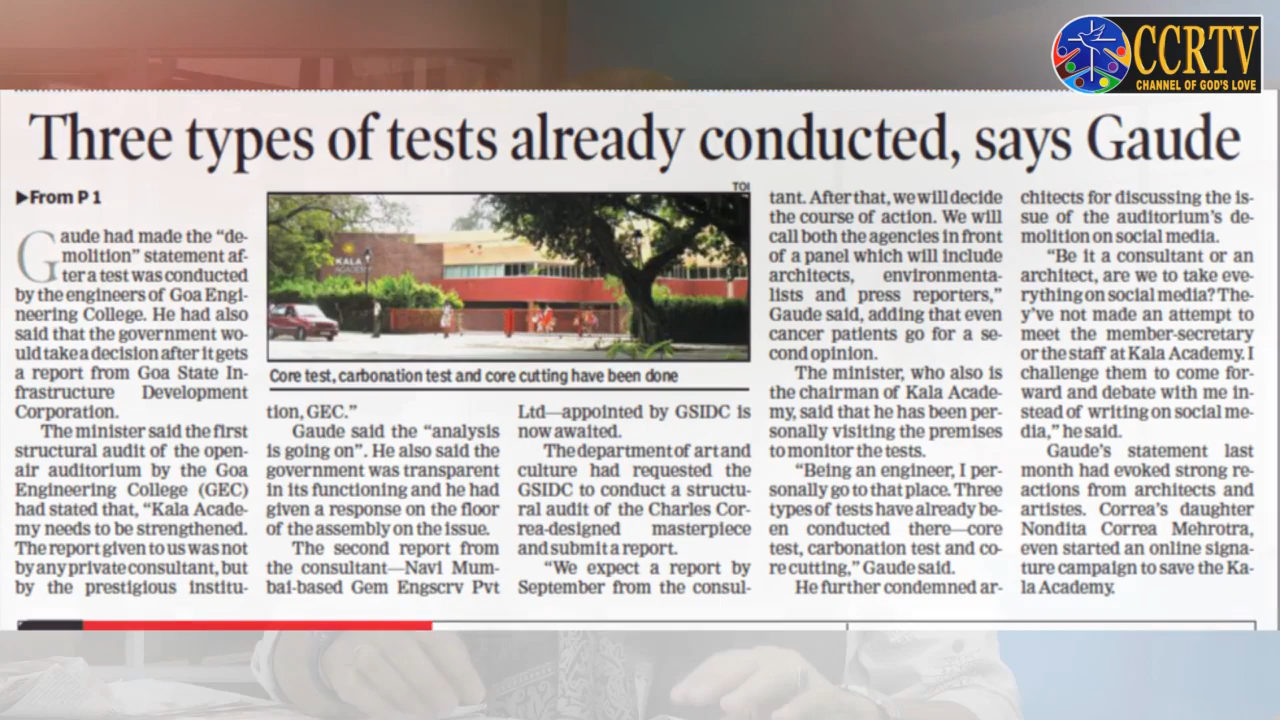 CCRTV
CHANNEL OF GOD'S LOVE
Three types of tests already conducted, says Gaude
▶From P 1
Gaude had made the “de-
molition” statement af-
ter a test was conducted
by the engineers of Goa Engi-
neering College. He had also
said that the government wo-
uld take a decision after it gets
a report from Goa State In-
frastructure Development
Corporation.
The minister said the first
structural audit of the open-
air auditorium by the Goa
Engineering College (GEC)
had stated that, “Kala Acade-
my needs to be strengthened.
The report given to us was not
by any private consultant, but
by the prestigious institu-
TOI
KALA
ACADEMY
Core test, carbonation test and core cutting have been done
tion, GEC.”
Gaude said the “analysis
is going on”. He also said the
government was transparent
in its functioning and he had
given a response on the floor
of the assembly on the issue.
The second report from
the consultant—Navi Mum-
bai-based Gem Engscrv Pvt
Ltd—appointed by GSIDC is
now awaited.
The department of art and
culture had requested the
GSIDC to conduct a structu-
ral audit of the Charles Cor-
rea-designed masterpiece
and submit a report.
“We expect a report by
September from the consul-
tant. After that, we will decide
the course of action. We will
call both the agencies in front
of a panel which will include
architects, environmenta-
lists and press reporters,”
Gaude said, adding that even
cancer patients go for a se-
cond opinion.
The minister, who also is
the chairman of Kala Acade-
my, said that he has been per-
sonally visiting the premises
to monitor the tests.
“Being an engineer, I per-
sonally go to that place. Three
types of tests have already be-
en conducted there—core
test, carbonation test and co-
re cutting,” Gaude said.
He further condemned ar-
chitects for discussing the is-
sue of the auditorium’s de-
molition on social media.
“Be it a consultant or an
architect, are we to take eve-
rything on social media? The-
y’ve not made an attempt to
meet the member-secretary
or the staff at Kala Academy. I
challenge them to come for-
ward and debate with me in-
stead of writing on social me-
dia,” he said.
Gaude’s statement last
month had evoked strong re-
actions from architects and
artistes. Correa’s daughter
Nondita Correa Mehrotra,
even started an online signa-
ture campaign to save the Ka-
la Academy.